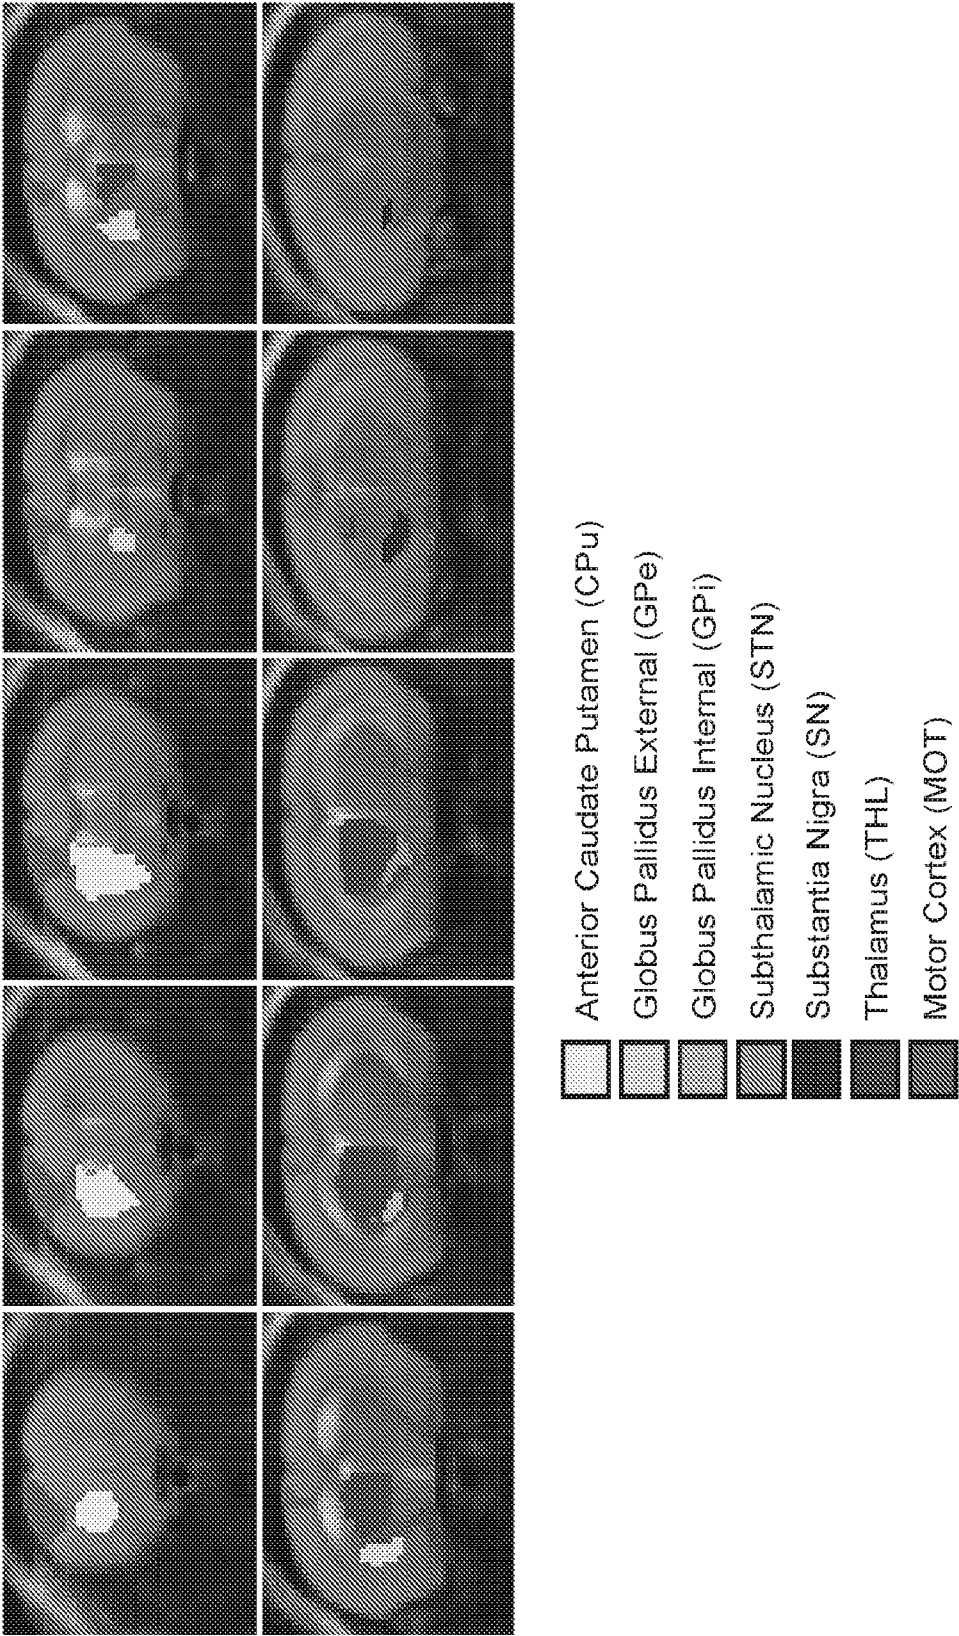 Anterior Caudate Putamen (CPu)
Globus Pallidus External (GPe)
Globus Pallidus Internal (GPi)
Subthalamic Nucleus (STN)
Substantia Nigra (SN)
Thalamus (THL)
Motor Cortex (MOT)